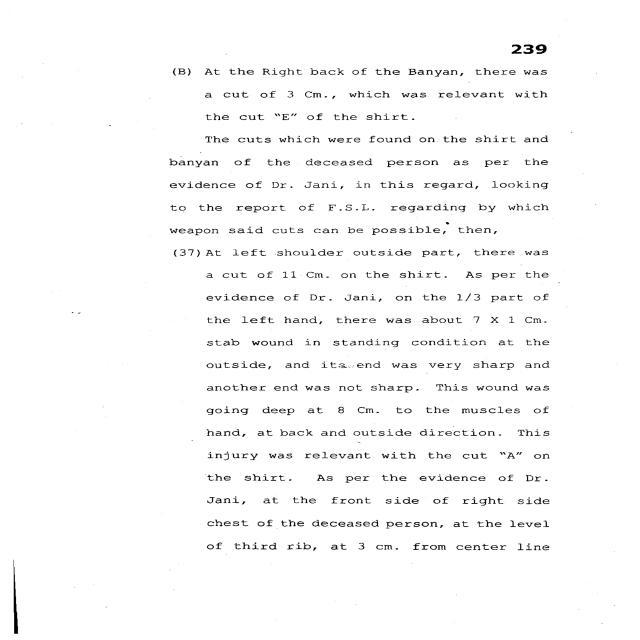 239
(B) At the Right back of the Banyan, there was
a cut of 3 Cm., which was relevant with
the cut "E" of the shirt.
The cuts which were found on the shirt and
banyan of the deceased person as per the
evidence of Dr. Jani, in this regard, looking
to the report of F.S.L. regarding by which
weapon said cuts can be possible, then,
(37) At left shoulder outside part, there was
a cut of 11 Cm. on the shirt. As per the
evidence of Dr. Jani, on the 1/3 part of
the left hand, there was about 7 X 1 Cm.
stab wound in standing condition at the
outside, and its end was very sharp and
another end was not sharp. This wound was
going deep at 8 Cm. to the muscles of
hand, at back and outside direction. This
injury was relevant with the cut "A" on
the shirt. As per the evidence of Dr.
Jani, at the front side of right side
chest of the deceased person, at the level
of third rib, at 3 cm. from center line